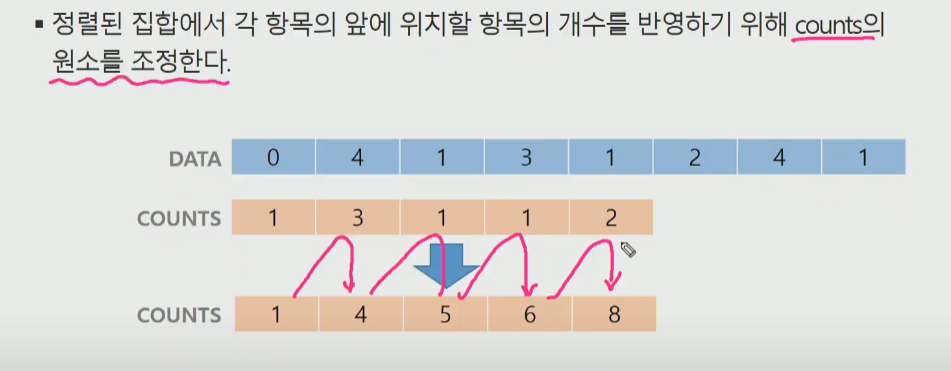 ▪ 정렬된 집합에서 각 항목의 앞에 위치할 항목의 개수를 반영하기 위해 counts의
원소를 조정한다.
DATA 0 4 1 3 1 2 4 1
COUNTS 1 3 1 1 2
COUNTS 1 4 5 6 8